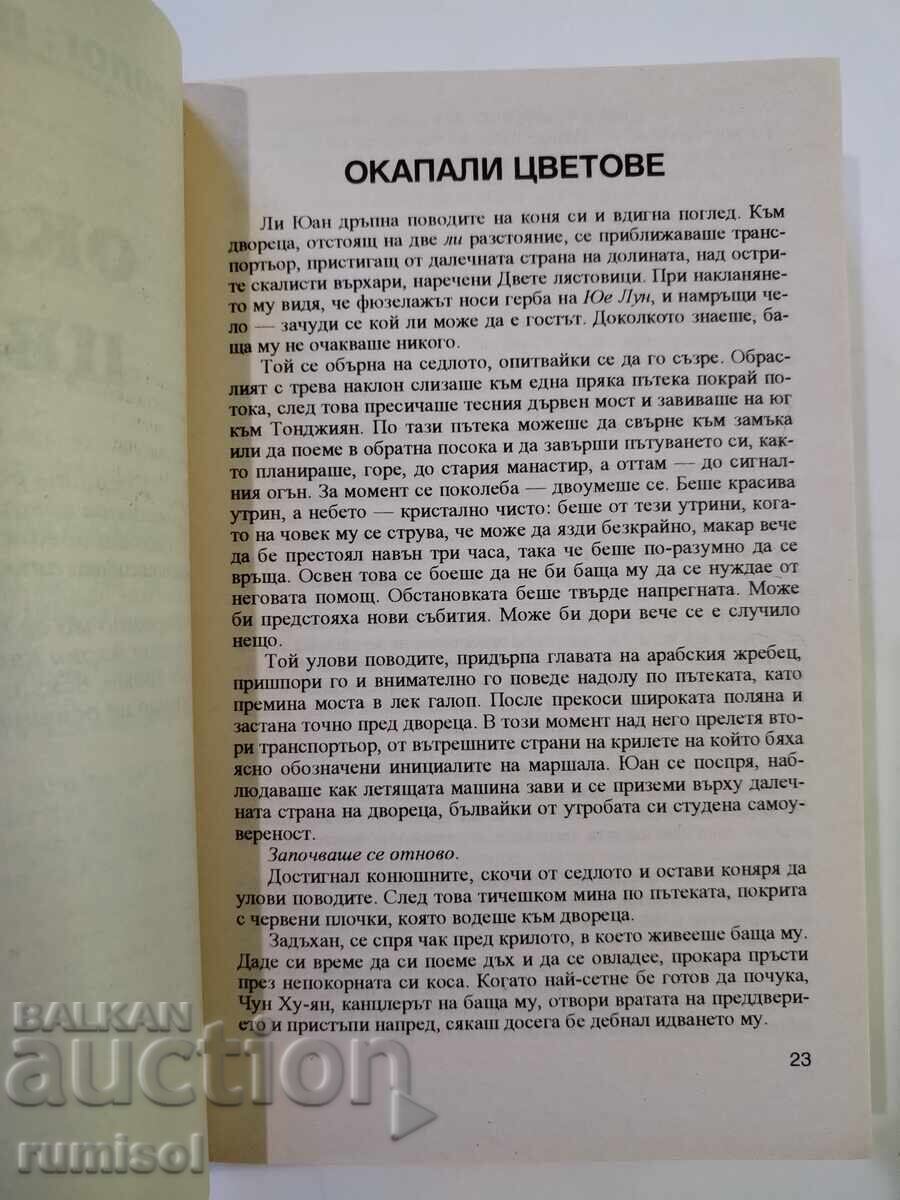 ОКАПАЛИ ЦВЕТОВЕ
Ли Юан дръпна поводите на коня си и вдигна поглед. Към
двореца, отстоящ на две ли разстояние, се приближаваше транс-
портьор, пристигащ от далечната страна на долината, над остри-
те скалисти върхари, наречени Двете лястовици. При накланяне-
то му видя, че фюзелажът носи герба на Юе Лун, и намръщи че-
ло — зачуди се кой ли може да е гостът. Доколкото знаеше, ба-
ща му не очакваше никого.
Той се обърна на седлото, опитвайки се да го съзре. Обрас-
лият с трева наклон слизаше към една пряка пътека покрай по-
тока, след това пресичаше тесния дървен мост и завиваше на юг
към Тонджиян. По тази пътека можеше да свърне към замъка
или да поеме в обратна посока и да завърши пътуването си, как-
то планираше, горе, до стария манастир, а оттам — до сигнал-
ния огън. За момент се поколеба — двоумеше се. Беше красива
утрин, а небето — кристално чисто: беше от тези утрини, кога-
то на човек му се струва, че може да язди безкрайно, макар вече
да бе престоял навън три часа, така че беше по-разумно да се
връща. Освен това се боеше да не би баща му да се нуждае от
неговата помощ. Обстановката беше твърде напрегната. Може
би предстояха нови събития. Може би дори вече се е случило
нещо.
Той улови поводите, придърпа главата на арабския жребец,
пришпори го и внимателно го поведе надолу по пътеката, като
премина моста в лек галоп. После прекоси широката поляна и
застана точно пред двореца. В този момент над него прелетя вто-
ри транспортьор, от вътрешните страни на крилете на който бяха
ясно обозначени инициалите на маршала. Юан се поспря, наб-
людаваше как летящата машина зави и се приземи върху далеч-
ната страна на двореца, бълвайки от утробата си студена самоу-
вереност.
Започваше се отново.
Достигнал конюшните, скочи от седлото и остави коняря да
улови поводите. След това тичешком мина по пътеката, покрита
с червени плочки, която водеше към двореца.
Задъхан, се спря чак пред крилото, в което живееше баща му.
Даде си време да си поеме дъх и да се овладее, прокара пръсти
през непокорната си коса. Когато най-сетне бе готов да почука,
Чун Ху-ян, канцлерът на баща му, отвори вратата на преддвери-
ето и пристъпи напред, сякаш досега бе дебнал идването му.
23
BALKAN
auction
rumisol